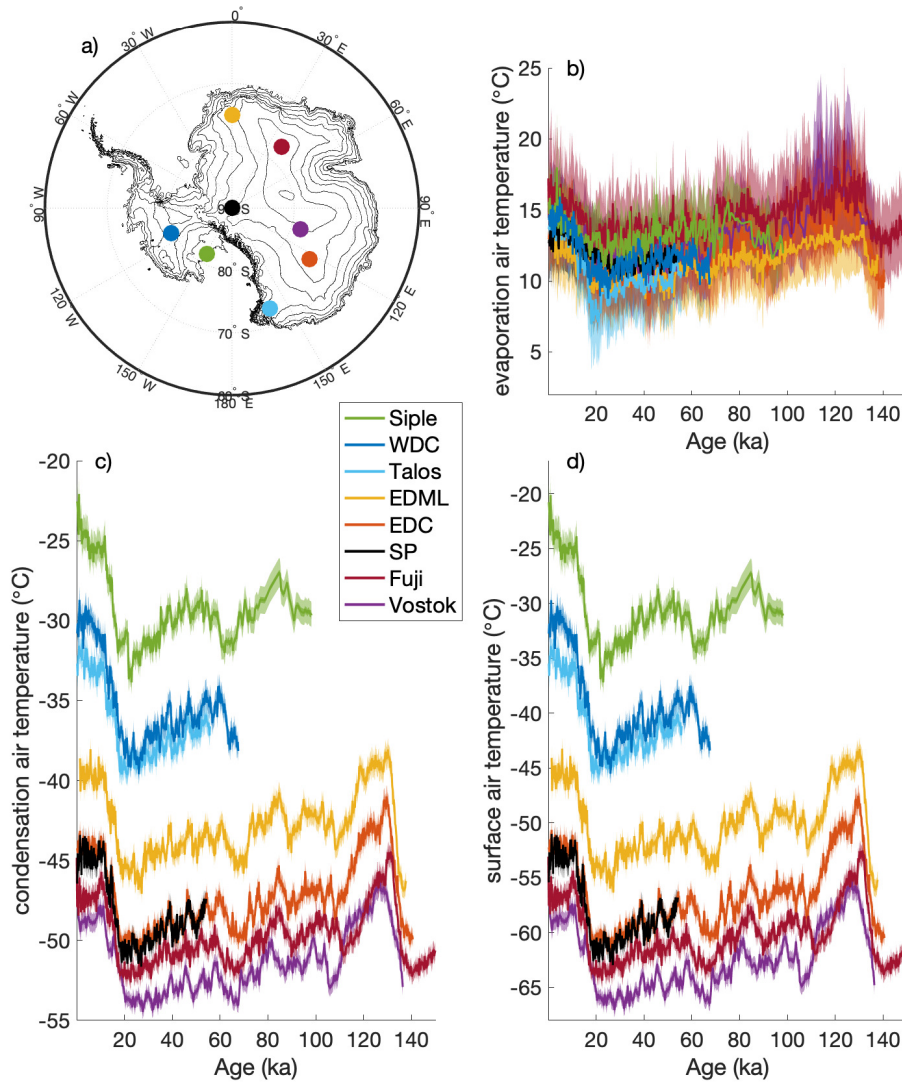 a)
0°
30° W
30° E
60° W
60° E
90° W
90° S
90° E
80° S
120° W
120° E
70° S
150° W
150° E
180° E
b)
evaporation air temperature (°C)
25
20
15
10
5
20 40 60 80 100 120 140
Age (ka)
Siple
WDC
Talos
EDML
EDC
SP
Fuji
Vostok
c)
condensation air temperature (°C)
-20
-25
-30
-35
-40
-45
-50
-55
20 40 60 80 100 120 140
Age (ka)
d)
surface air temperature (°C)
-20
-25
-30
-35
-40
-45
-50
-55
-60
-65
20 40 60 80 100 120 140
Age (ka)